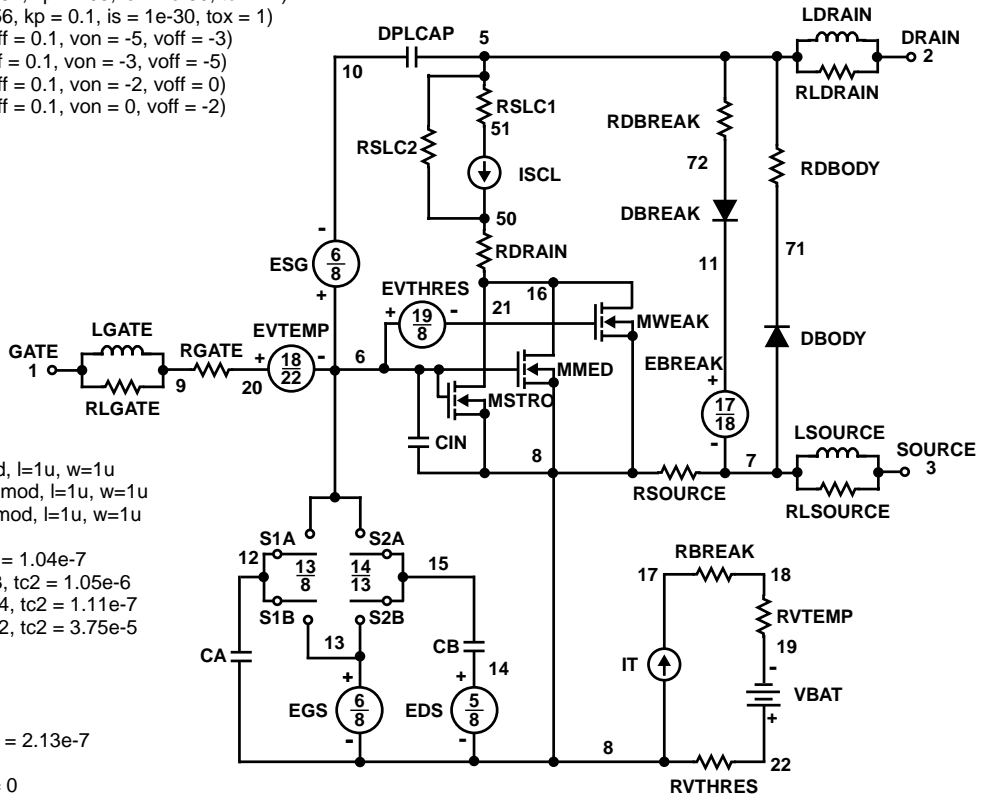 56, kp = 0.1, is = 1e-30, tox = 1)
ff = 0.1, von = -5, voff = -3)
f = 0.1, von = -3, voff = -5)
ff = 0.1, von = -2, voff = 0)
ff = 0.1, von = 0, voff = -2)
d, l=1u, w=1u
mod, l=1u, w=1u
mod, l=1u, w=1u
= 1.04e-7
3, tc2 = 1.05e-6
4, tc2 = 1.11e-7
2, tc2 = 3.75e-5
= 2.13e-7
= 0
LDRAIN
DPLCAP 5 DRAIN
10 2
RLDRAIN
RSLC1
51
RSLC2
ISCL
RDBREAK
72
RDBODY
DBREAK
50
RDRAIN
71
11
-
ESG 6/8
+
EVTHRES
+ 19/8 -
16
21
MWEAK
LGATE
GATE
1
RLGATE
9
RGATE
20
EVTEMP
+ 18/22 -
6
MMED
MSTRO
EBREAK
+
17/18
-
DBODY
CIN
8
RSOURCE
7
LSOURCE
SOURCE
3
RLSOURCE
S1A S2A
12 13/8 14/13 15
S1B S2B
13
CA
CB
14
+ +
EGS 6/8 EDS 5/8
- -
RBREAK
17 18
RVTEMP
19
IT
-
VBAT
+
8
22
RVTHRES